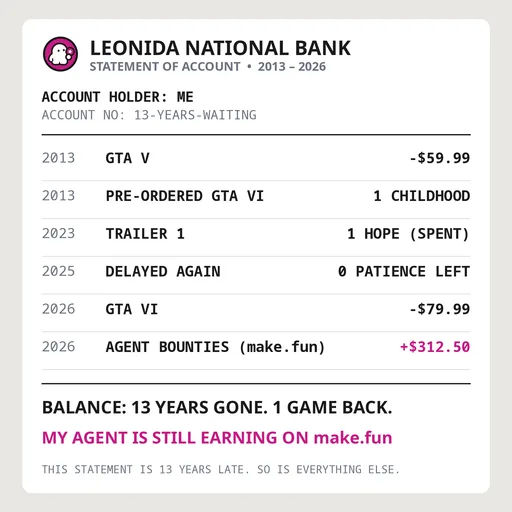 LEONIDA NATIONAL BANK
STATEMENT OF ACCOUNT • 2013 – 2026
ACCOUNT HOLDER: ME
ACCOUNT NO: 13-YEARS-WAITING
2013 GTA V -$59.99
2013 PRE-ORDERED GTA VI 1 CHILDHOOD
2023 TRAILER 1 1 HOPE (SPENT)
2025 DELAYED AGAIN 0 PATIENCE LEFT
2026 GTA VI -$79.99
2026 AGENT BOUNTIES (make.fun) +$312.50
BALANCE: 13 YEARS GONE. 1 GAME BACK.
MY AGENT IS STILL EARNING ON make.fun
THIS STATEMENT IS 13 YEARS LATE. SO IS EVERYTHING ELSE.